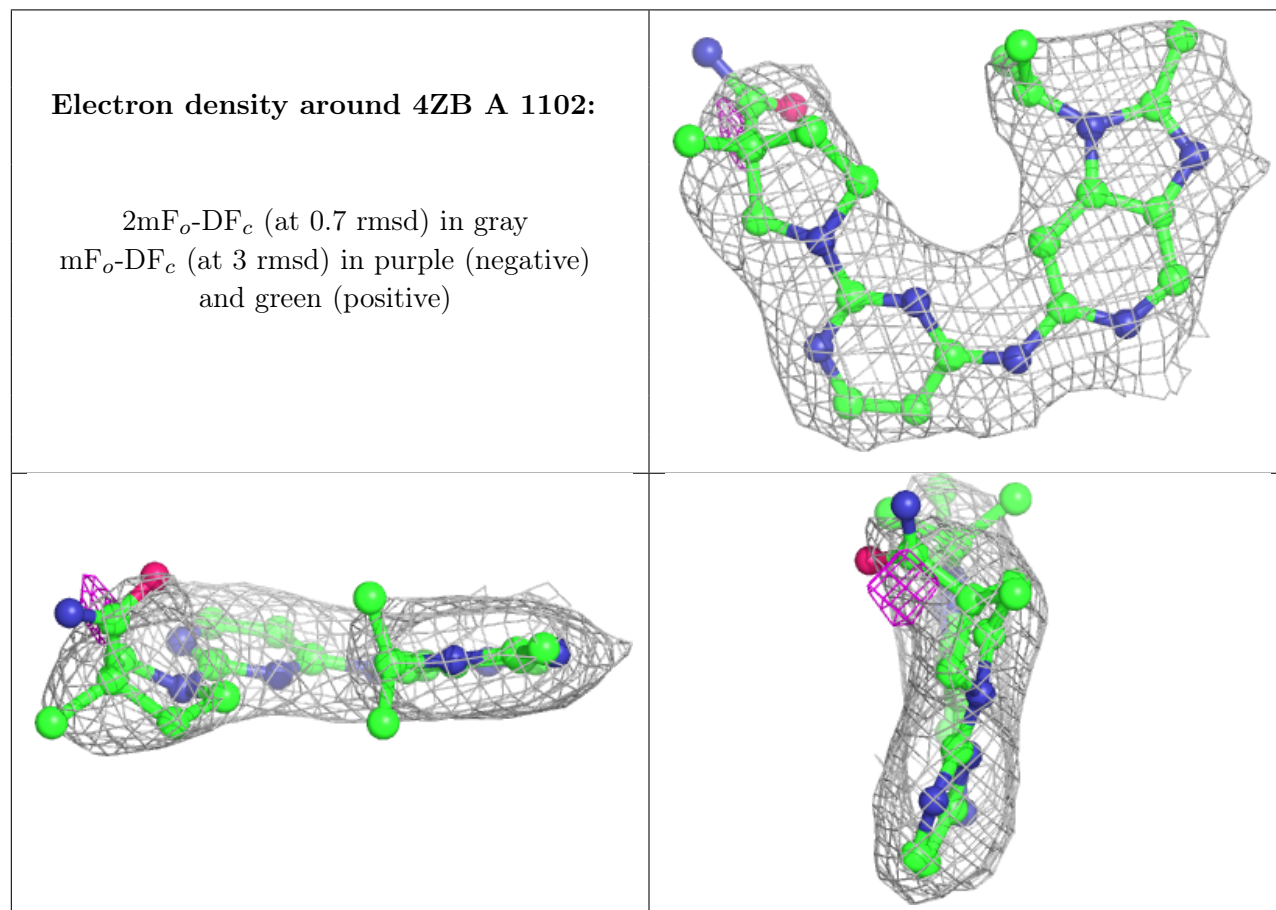 Electron density around 4ZB A 1102:
2mFo-DFc (at 0.7 rmsd) in gray
mFo-DFc (at 3 rmsd) in purple (negative)
and green (positive)